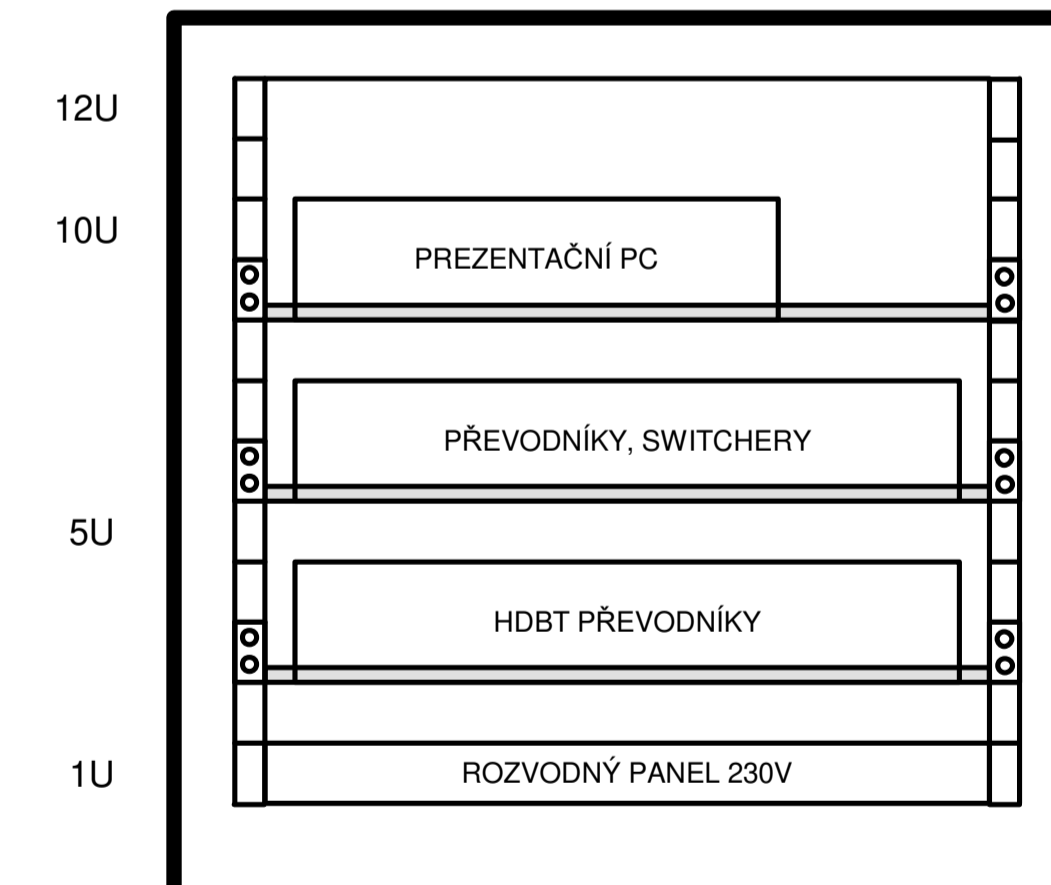 12U
10U
PREZENTAČNÍ PC
PŘEVODNÍKY, SWITCHERY
5U
HDBT PŘEVODNÍKY
1U
ROZVODNÝ PANEL 230V